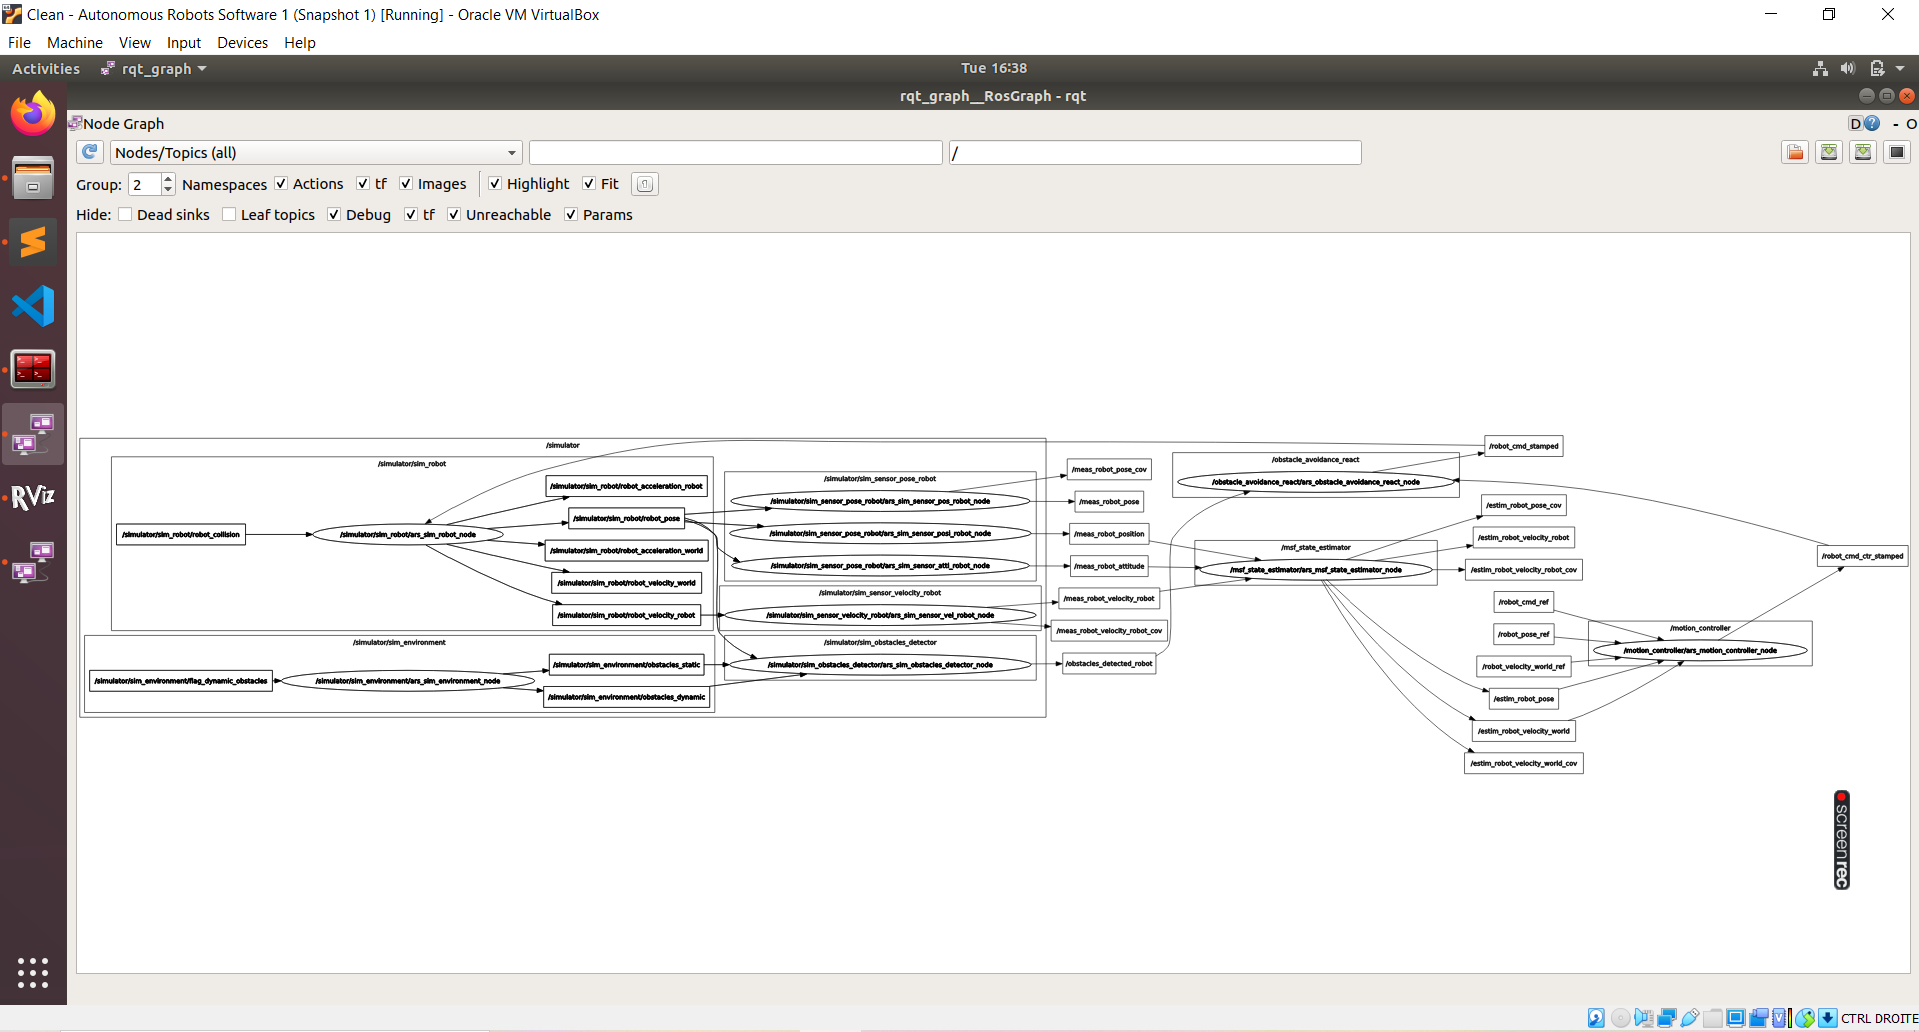 Clean - Autonomous Robots Software 1 (Snapshot 1) [Running] - Oracle VM VirtualBox
File Machine View Input Devices Help
Activities rqt_graph Tue 16:38
rqt_graph__RosGraph - rqt
Node Graph D ? - O
Nodes/Topics (all) /
Group: 2 Namespaces Actions tf Images Highlight Fit
Hide: Dead sinks Leaf topics Debug tf Unreachable Params
/simulator
/simulator/sim_robot
/simulator/sim_robot/robot_collision
/simulator/sim_robot/ars_sim_robot_node
/simulator/sim_robot/robot_acceleration_robot
/simulator/sim_robot/robot_pose
/simulator/sim_robot/robot_acceleration_world
/simulator/sim_robot/robot_velocity_world
/simulator/sim_robot/robot_velocity_robot
/simulator/sim_environment
/simulator/sim_environment/flag_dynamic_obstacles
/simulator/sim_environment/ars_sim_environment_node
/simulator/sim_environment/obstacles_static
/simulator/sim_environment/obstacles_dynamic
/simulator/sim_sensor_pose_robot
/simulator/sim_sensor_pose_robot/ars_sim_sensor_pos_robot_node
/simulator/sim_sensor_pose_robot/ars_sim_sensor_posi_robot_node
/simulator/sim_sensor_pose_robot/ars_sim_sensor_atti_robot_node
/simulator/sim_sensor_velocity_robot
/simulator/sim_sensor_velocity_robot/ars_sim_sensor_vel_robot_node
/simulator/sim_obstacles_detector
/simulator/sim_obstacles_detector/ars_sim_obstacles_detector_node
/meas_robot_pose_cov
/meas_robot_pose
/meas_robot_position
/meas_robot_attitude
/meas_robot_velocity_robot
/meas_robot_velocity_robot_cov
/obstacles_detected_robot
/obstacle_avoidance_react
/obstacle_avoidance_react/ars_obstacle_avoidance_react_node
/msf_state_estimator
/msf_state_estimator/ars_msf_state_estimator_node
/robot_cmd_stamped
/estim_robot_pose_cov
/estim_robot_velocity_robot
/estim_robot_velocity_robot_cov
/robot_cmd_ref
/robot_pose_ref
/robot_velocity_world_ref
/estim_robot_pose
/estim_robot_velocity_world
/estim_robot_velocity_world_cov
/motion_controller
/motion_controller/ars_motion_controller_node
/robot_cmd_ctr_stamped
RViz
screenrec
CTRL DROITE